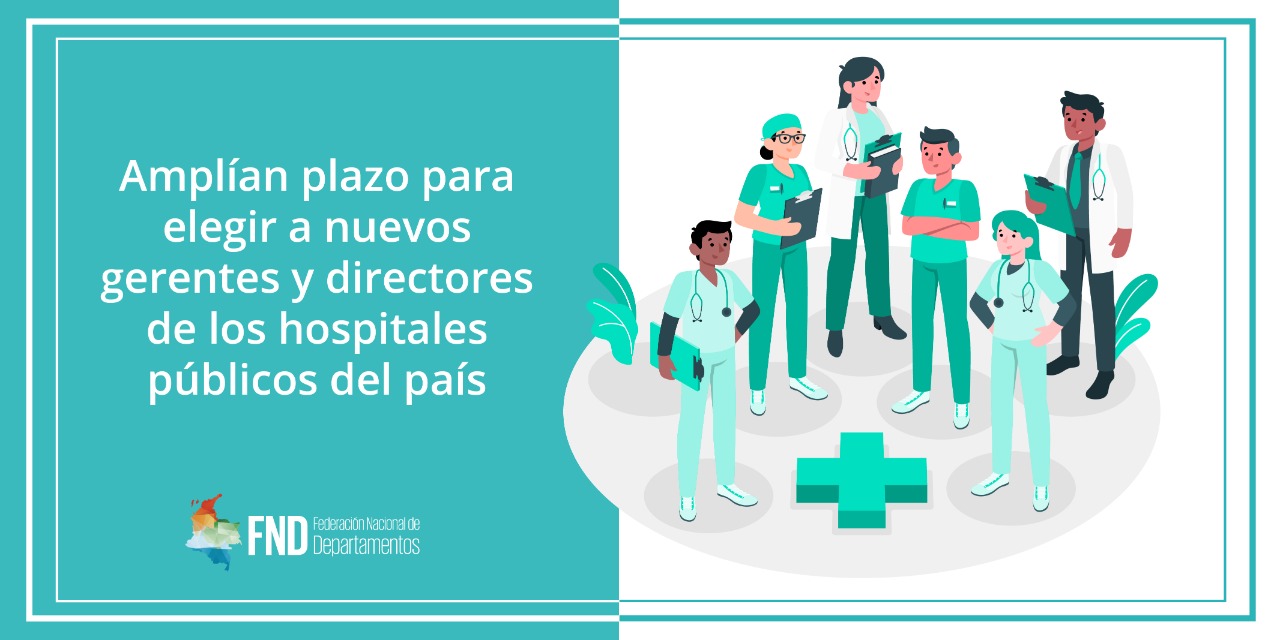 Amplían plazo para
elegir a nuevos
gerentes y directores
de los hospitales
públicos del país
FND
Federación Nacional de
Departamentos